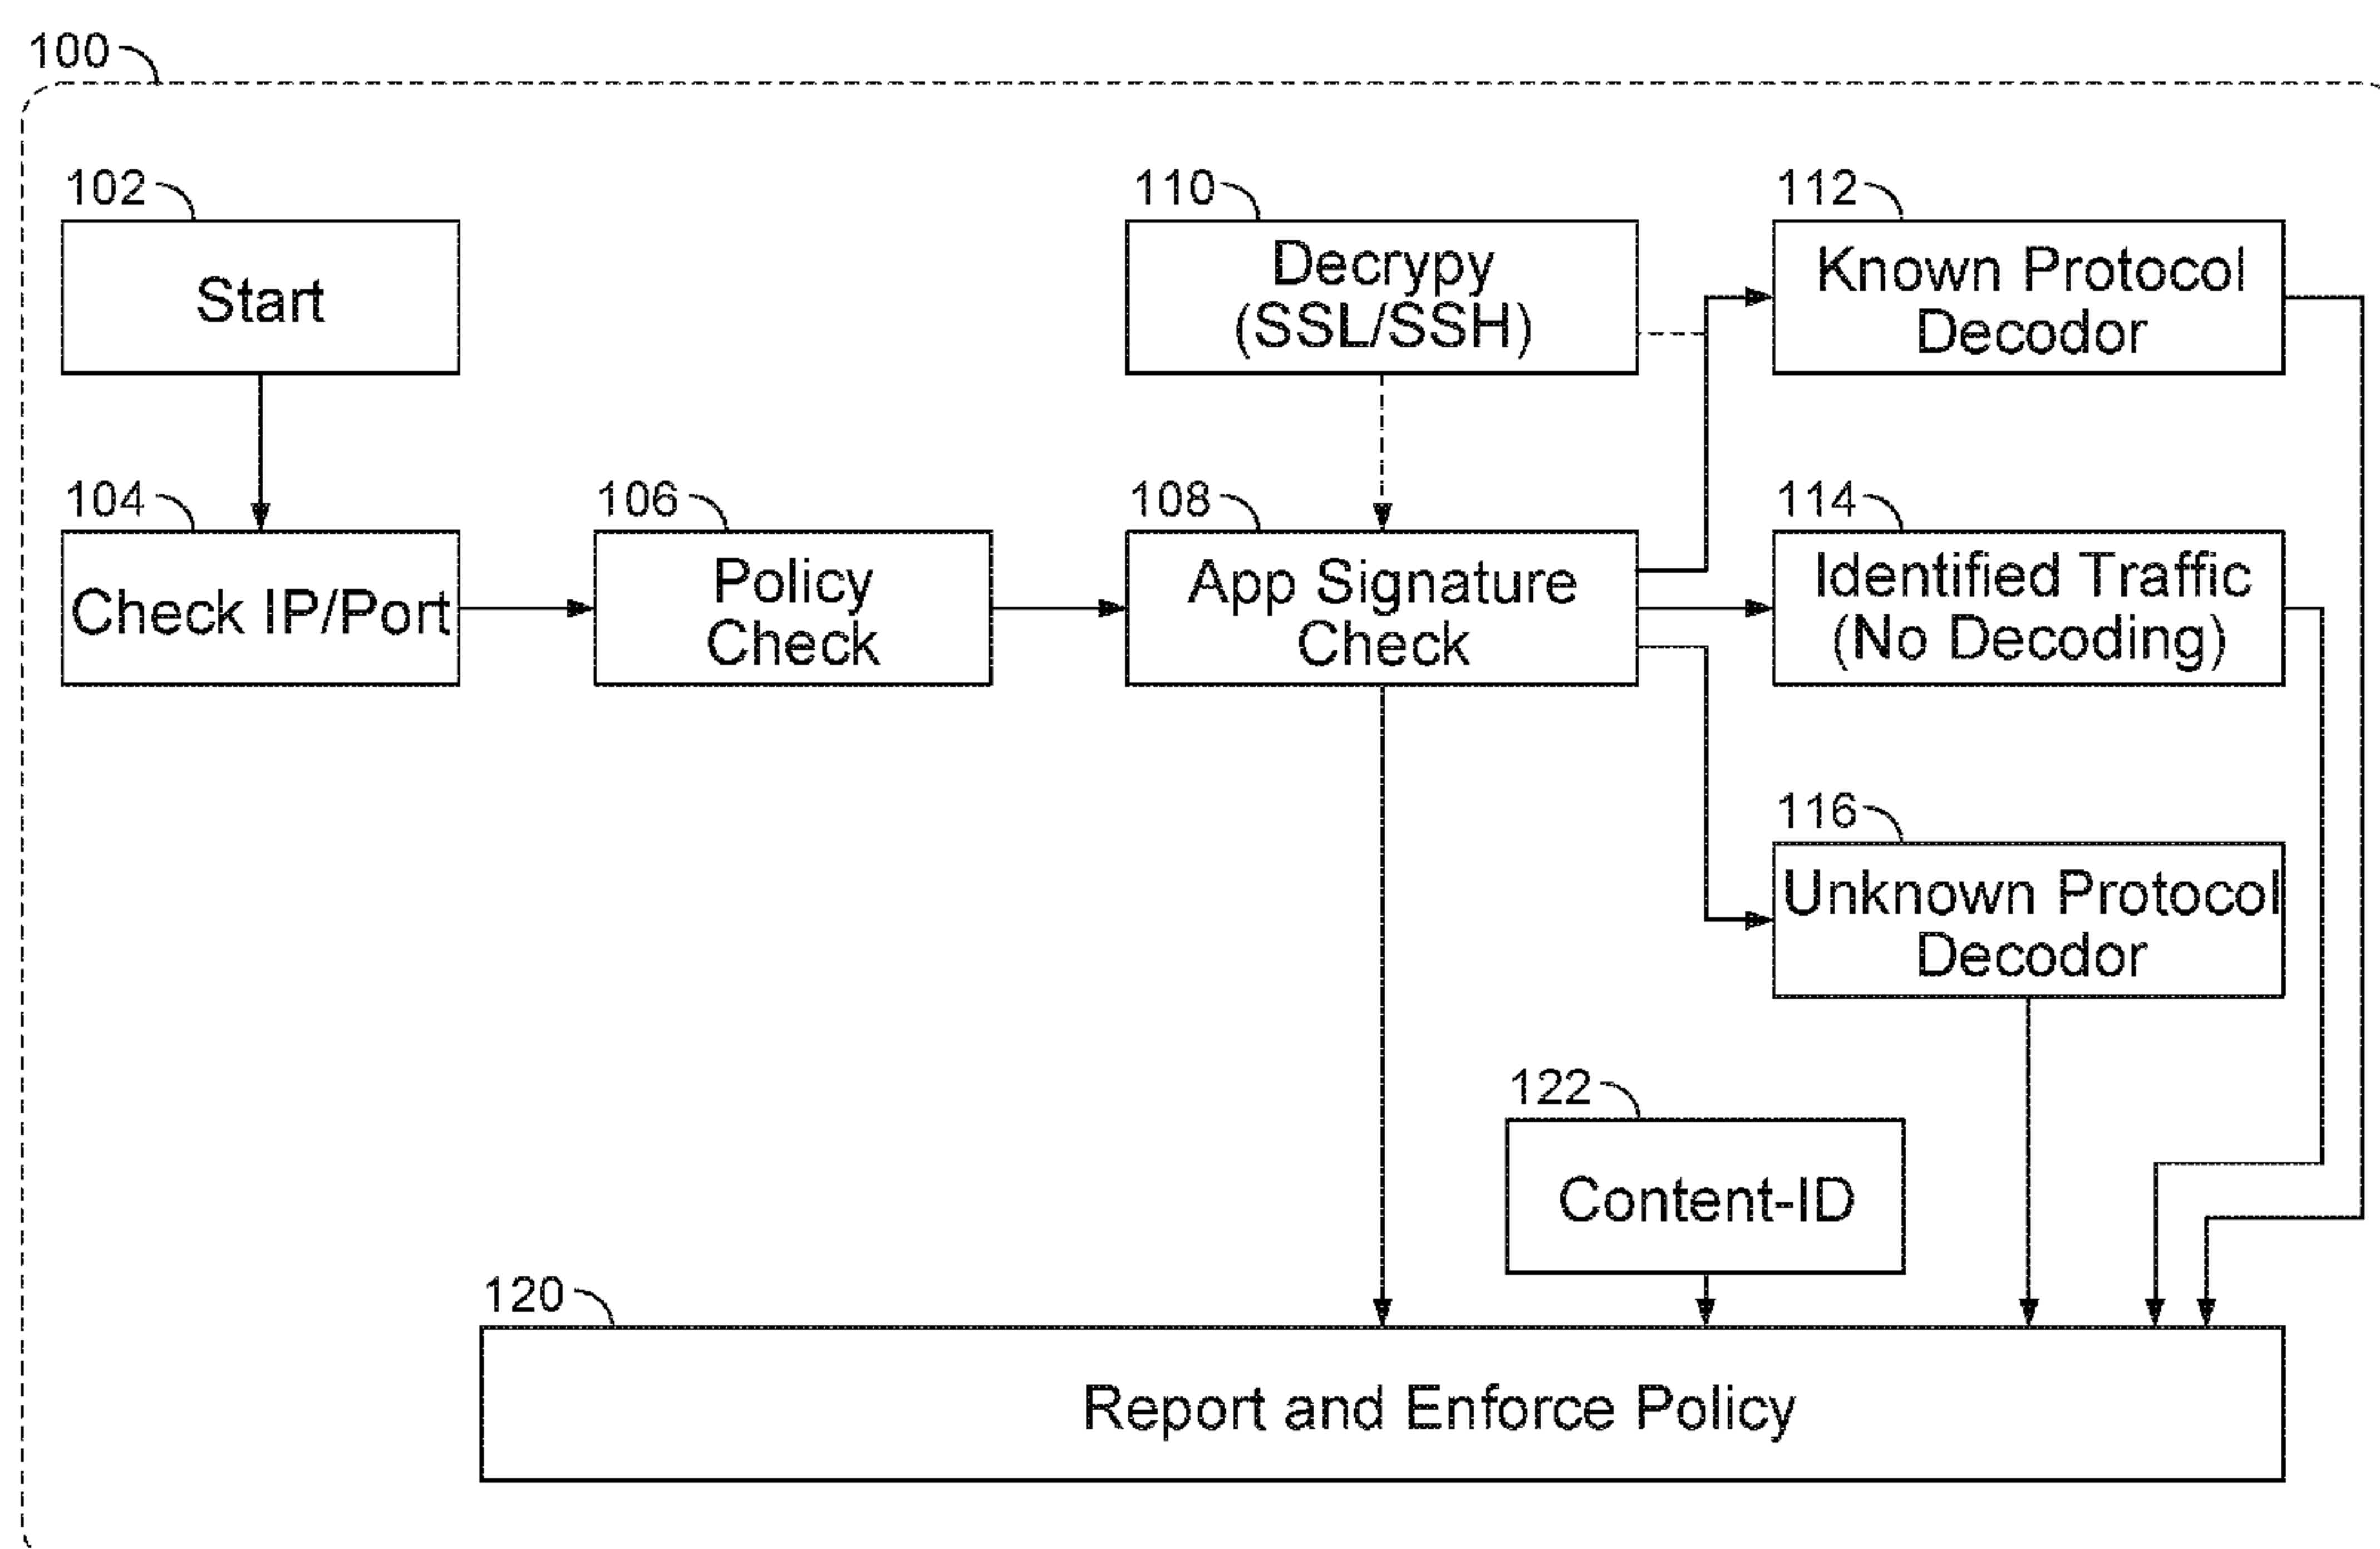 100
102
Start
110
Decrypy
(SSL/SSH)
112
Known Protocol
Decodor
104
Check IP/Port
106
Policy
Check
108
App Signature
Check
114
Identified Traffic
(No Decoding)
116
Unknown Protocol
Decodor
122
Content-ID
120
Report and Enforce Policy